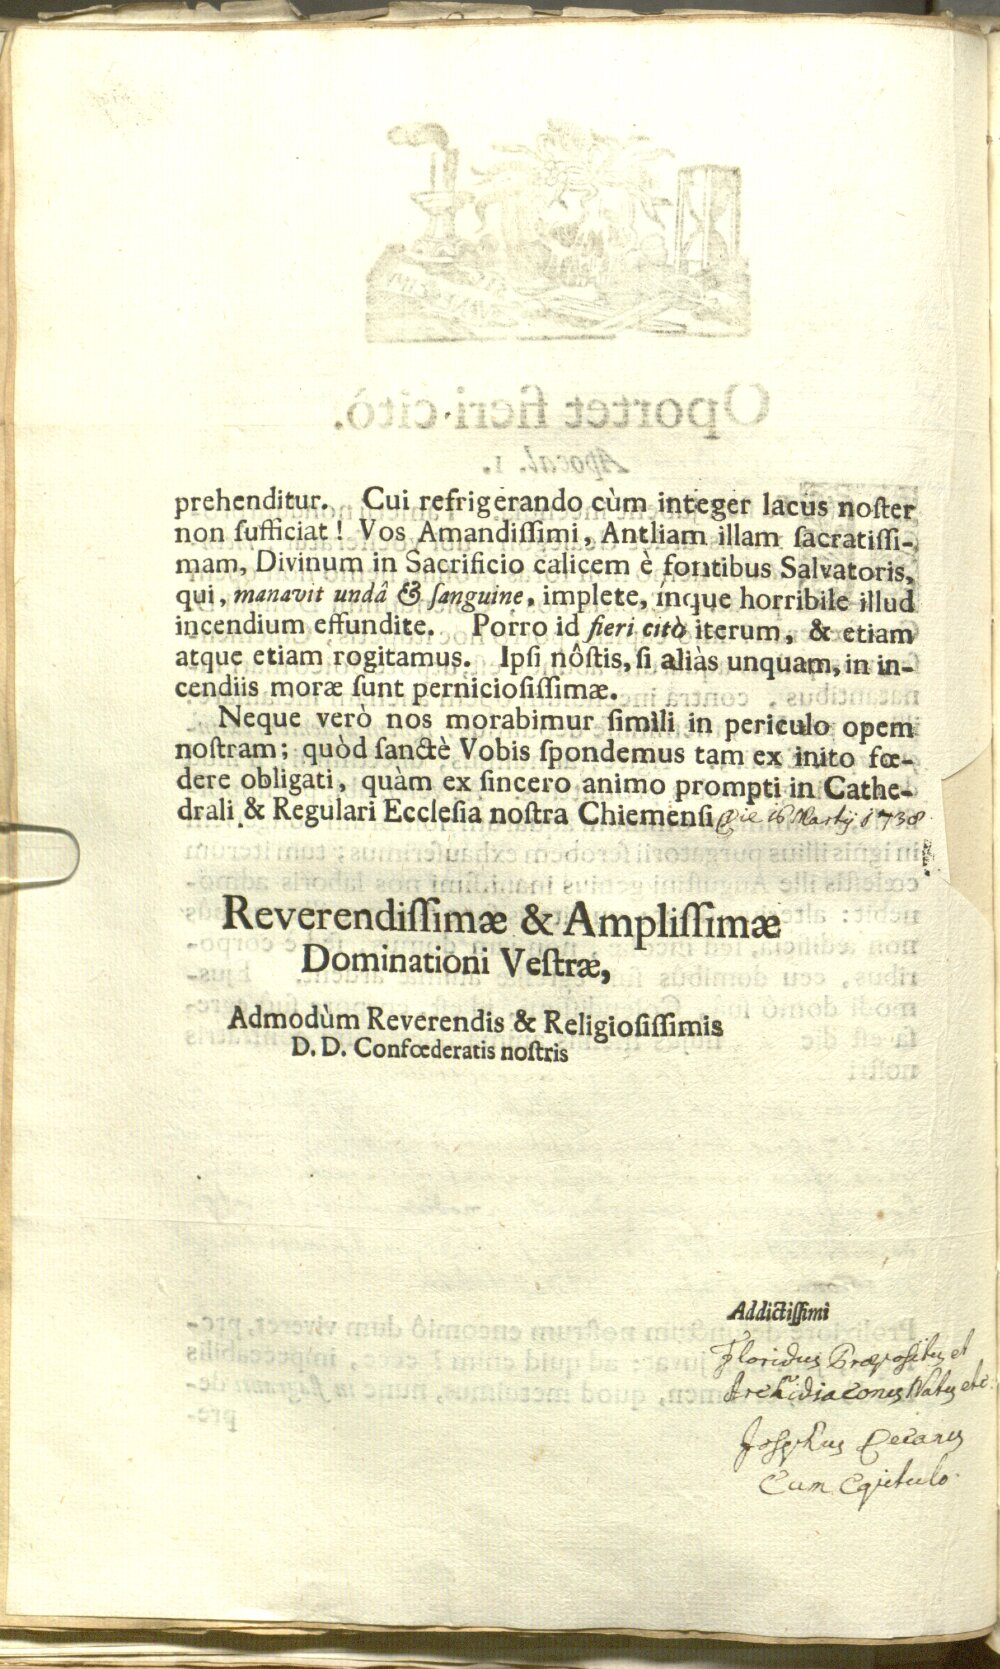 prehenditur. Cui refrigerando cùm integer lacus noſter
non ſufficiat! Vos Amandiſſimi, Antliam illam ſacratiſſi-
mam, Divinum in Sacrificio calicem è fontibus Salvatoris,
qui, manavit undâ & ſanguine, implete, inque horribile illud
incendium effundite. Porro id fieri citò iterum, & etiam
atque etiam rogitamus. Ipſi nôſtis, ſi aliàs unquam, in in-
cendiis moræ ſunt pernicioſiſſimæ.
Neque verò nos morabimur ſimili in periculo opem
noſtram; quòd ſanctè Vobis ſpondemus tam ex inito fœ-
dere obligati, quàm ex ſincero animo prompti in Cathe-
drali & Regulari Eccleſia noſtra Chiemenſi Die 16 Martij 1738.
Reverendiſſimæ & Ampliſſimæ
Dominationi Veſtræ,
Admodùm Reverendis & Religioſiſſimis
D. D. Confœderatis noſtris
Addictiſſimi
Floridus Præpositus et
Archidiaconus Natus etc.
Josephus Decanus
Cum Capitulo.